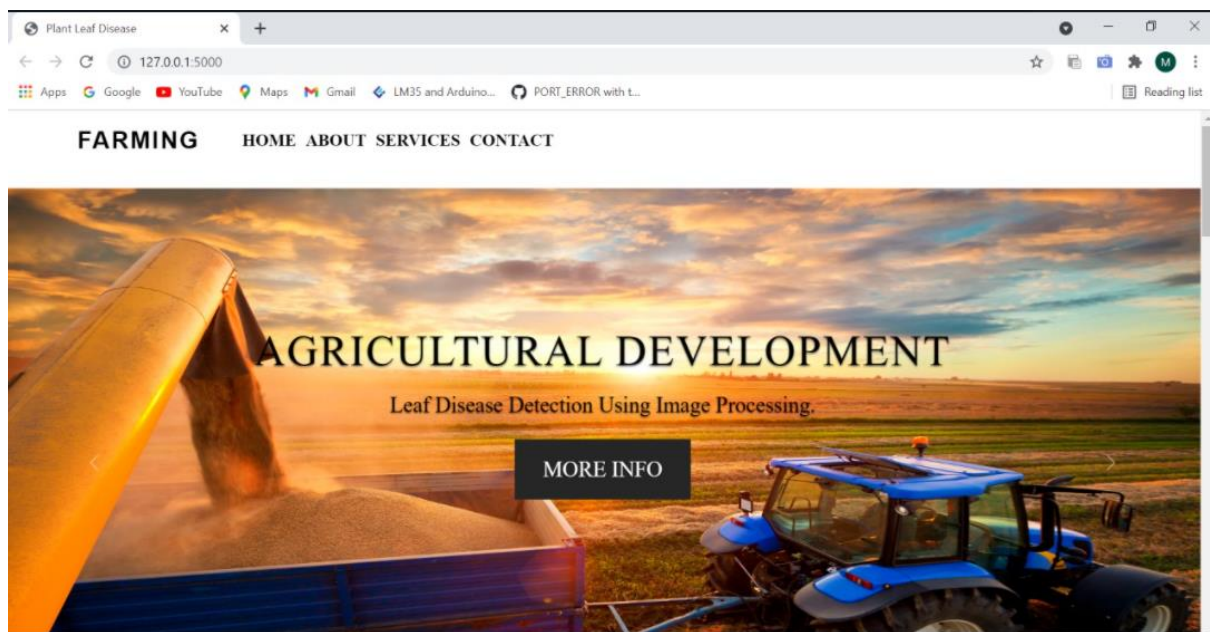 Plant Leaf Disease
127.0.0.1:5000
M
Apps Google YouTube Maps Gmail LM35 and Arduino... PORT_ERROR with t... Reading list
FARMING HOME ABOUT SERVICES CONTACT
AGRICULTURAL DEVELOPMENT
Leaf Disease Detection Using Image Processing.
MORE INFO